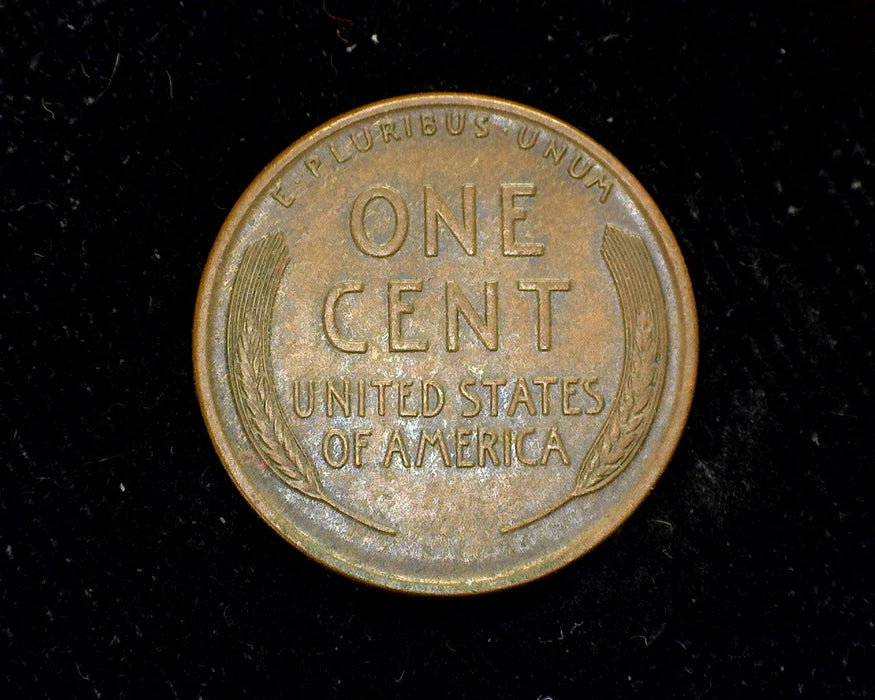 E·PLURIBUS·UNUM
ONE
CENT
UNITED STATES
OF AMERICA